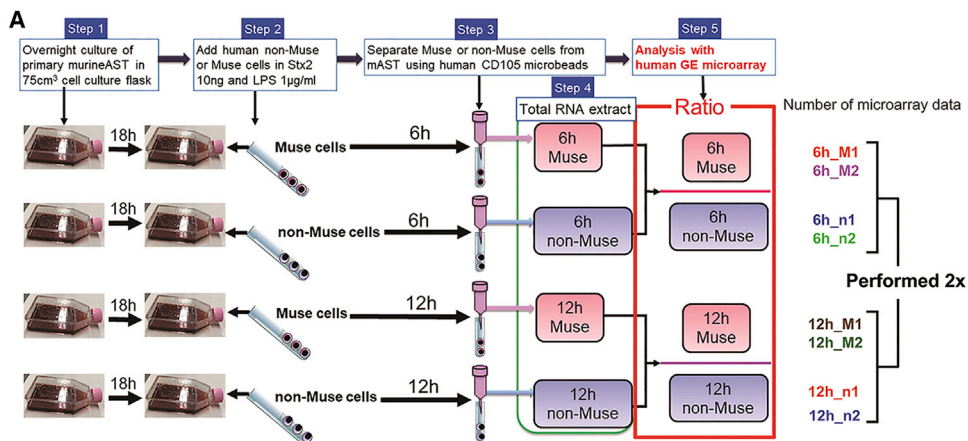 A
Step 1
Overnight culture of
primary murineAST in
75cm³ cell culture flask
Step 2
Add human non-Muse
or Muse cells in Stx2
10ng and LPS 1µg/ml
Step 3
Separate Muse or non-Muse cells from
mAST using human CD105 microbeads
Step 4
Total RNA extract
Step 5
Analysis with
human GE microarray
Ratio
Number of microarray data
18h
Muse cells
6h
6h
Muse
6h
Muse
6h_M1
6h_M2
18h
non-Muse cells
6h
6h
non-Muse
6h
non-Muse
6h_n1
6h_n2
Performed 2x
18h
Muse cells
12h
12h
Muse
12h
Muse
12h_M1
12h_M2
18h
non-Muse cells
12h
12h
non-Muse
12h
non-Muse
12h_n1
12h_n2